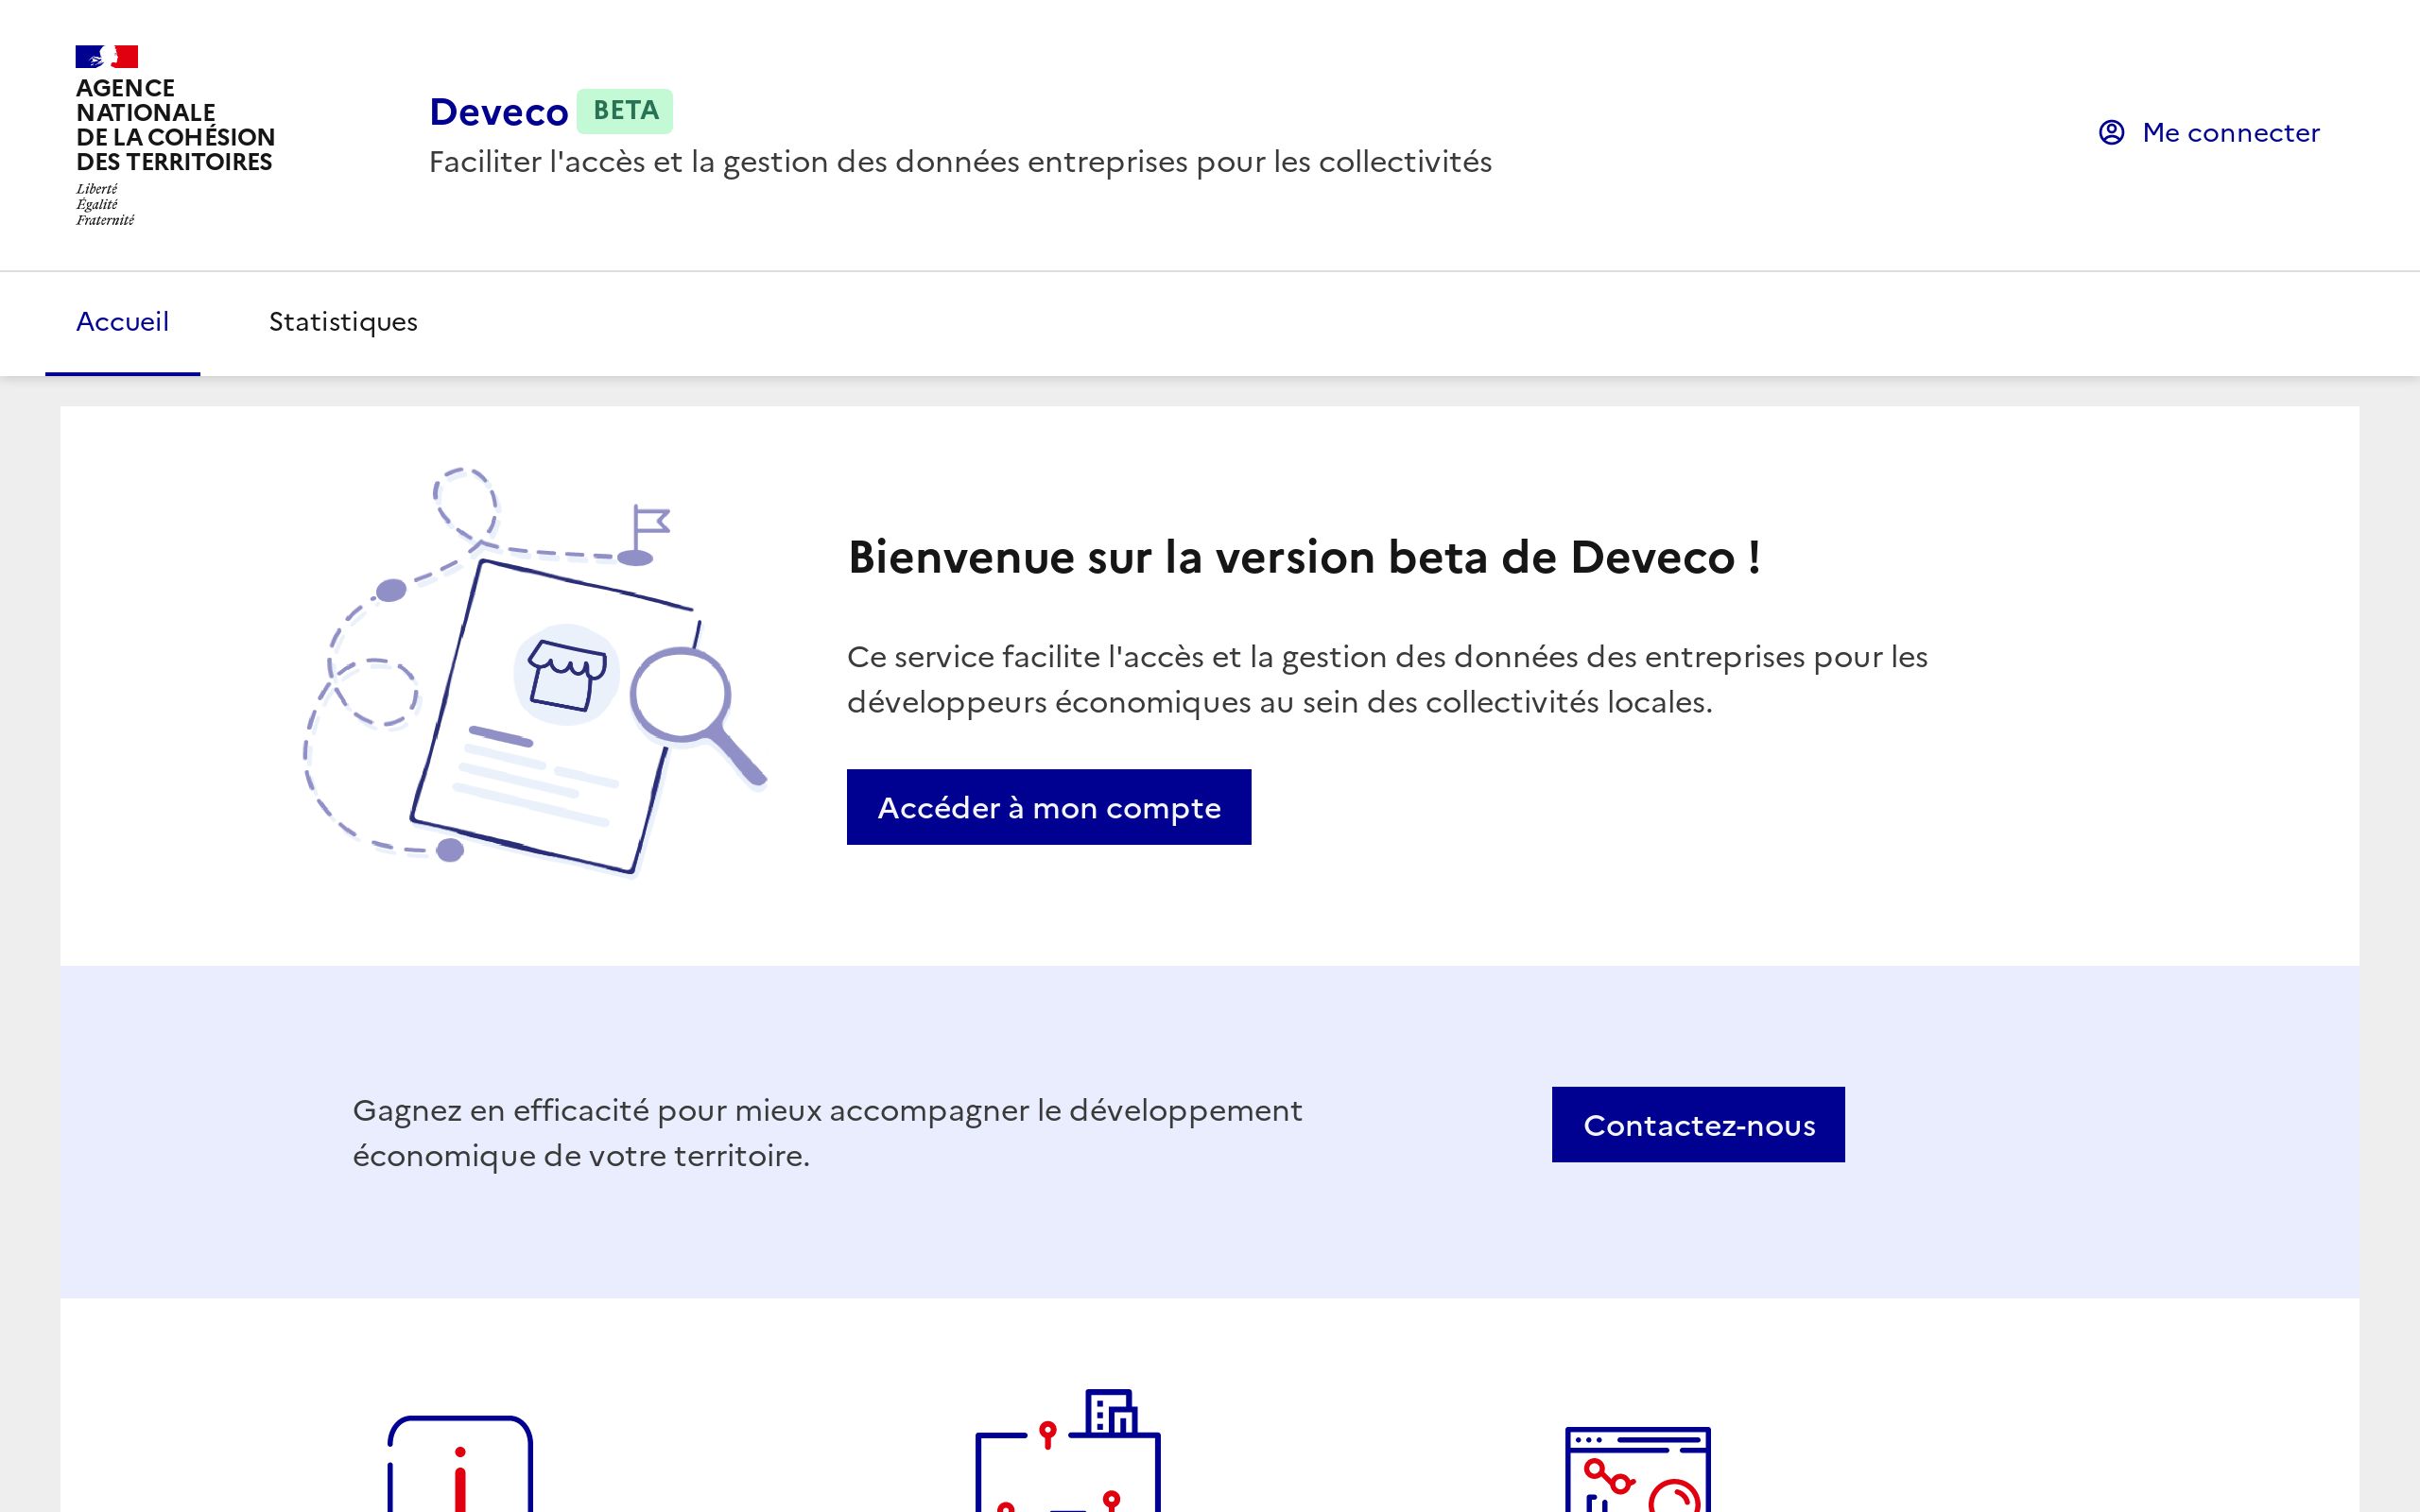 AGENCE
NATIONALE
DE LA COHÉSION
DES TERRITOIRES
Liberté
Égalité
Fraternité
Deveco BETA
Faciliter l'accès et la gestion des données entreprises pour les collectivités
Me connecter
Accueil
Statistiques
Bienvenue sur la version beta de Deveco !
Ce service facilite l'accès et la gestion des données des entreprises pour les
développeurs économiques au sein des collectivités locales.
Accéder à mon compte
Gagnez en efficacité pour mieux accompagner le développement
économique de votre territoire.
Contactez-nous